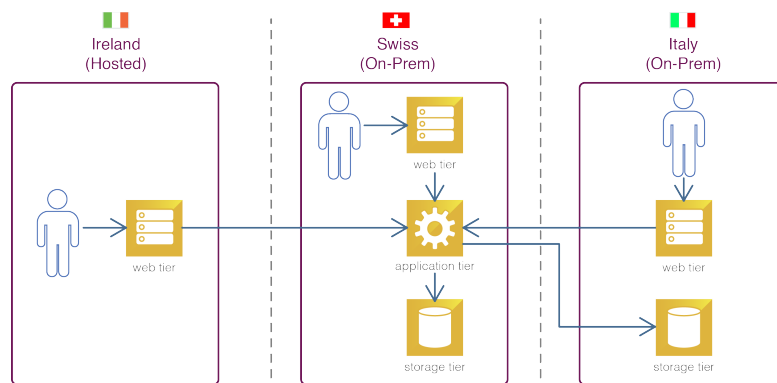 Ireland
(Hosted)
Swiss
(On-Prem)
Italy
(On-Prem)
web tier
web tier
application tier
storage tier
web tier
storage tier